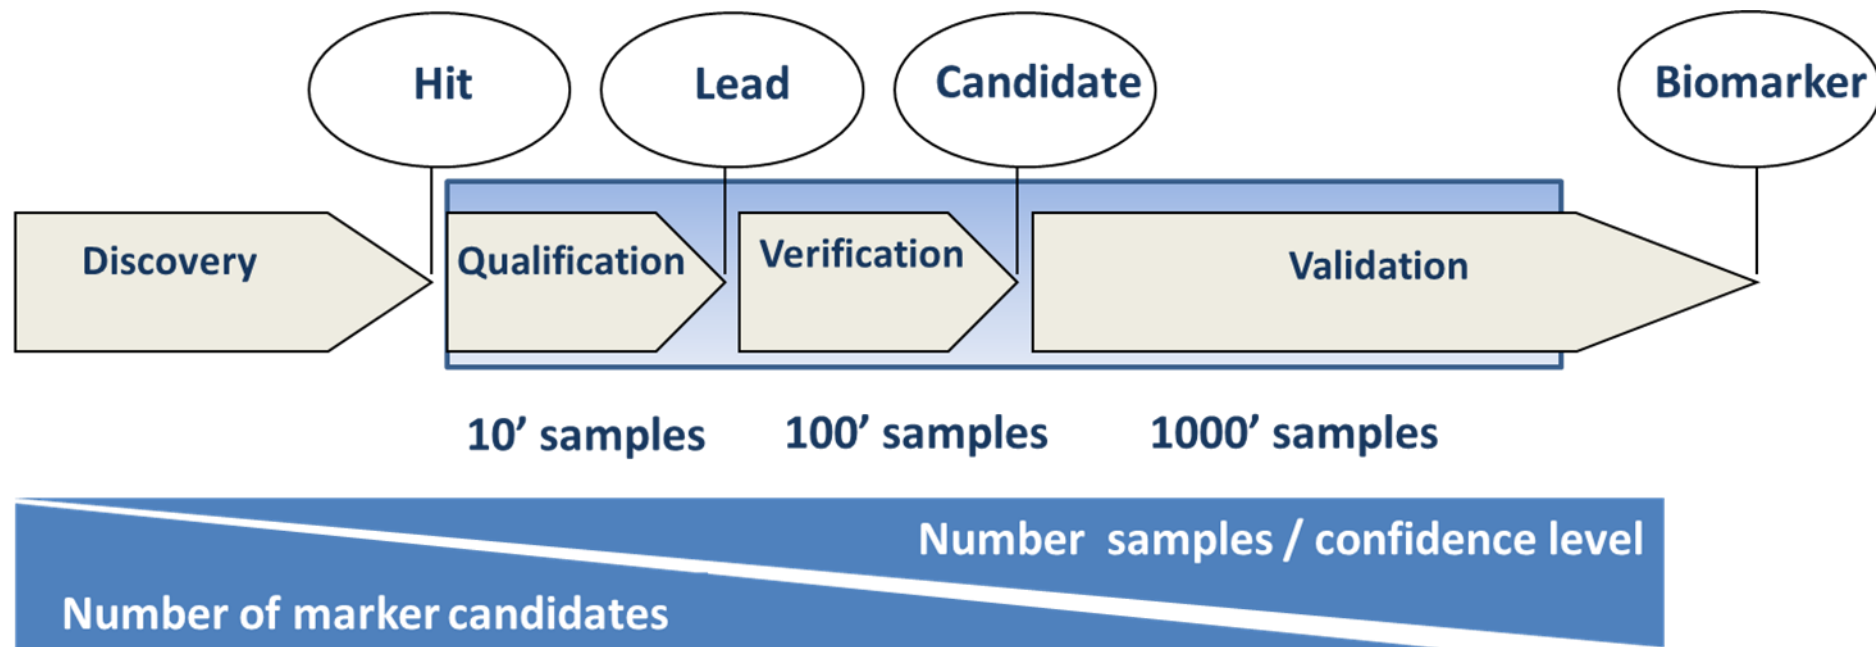 Hit
Lead
Candidate
Biomarker
Discovery
Qualification
Verification
Validation
10’ samples
100’ samples
1000’ samples
Number samples / confidence level
Number of marker candidates